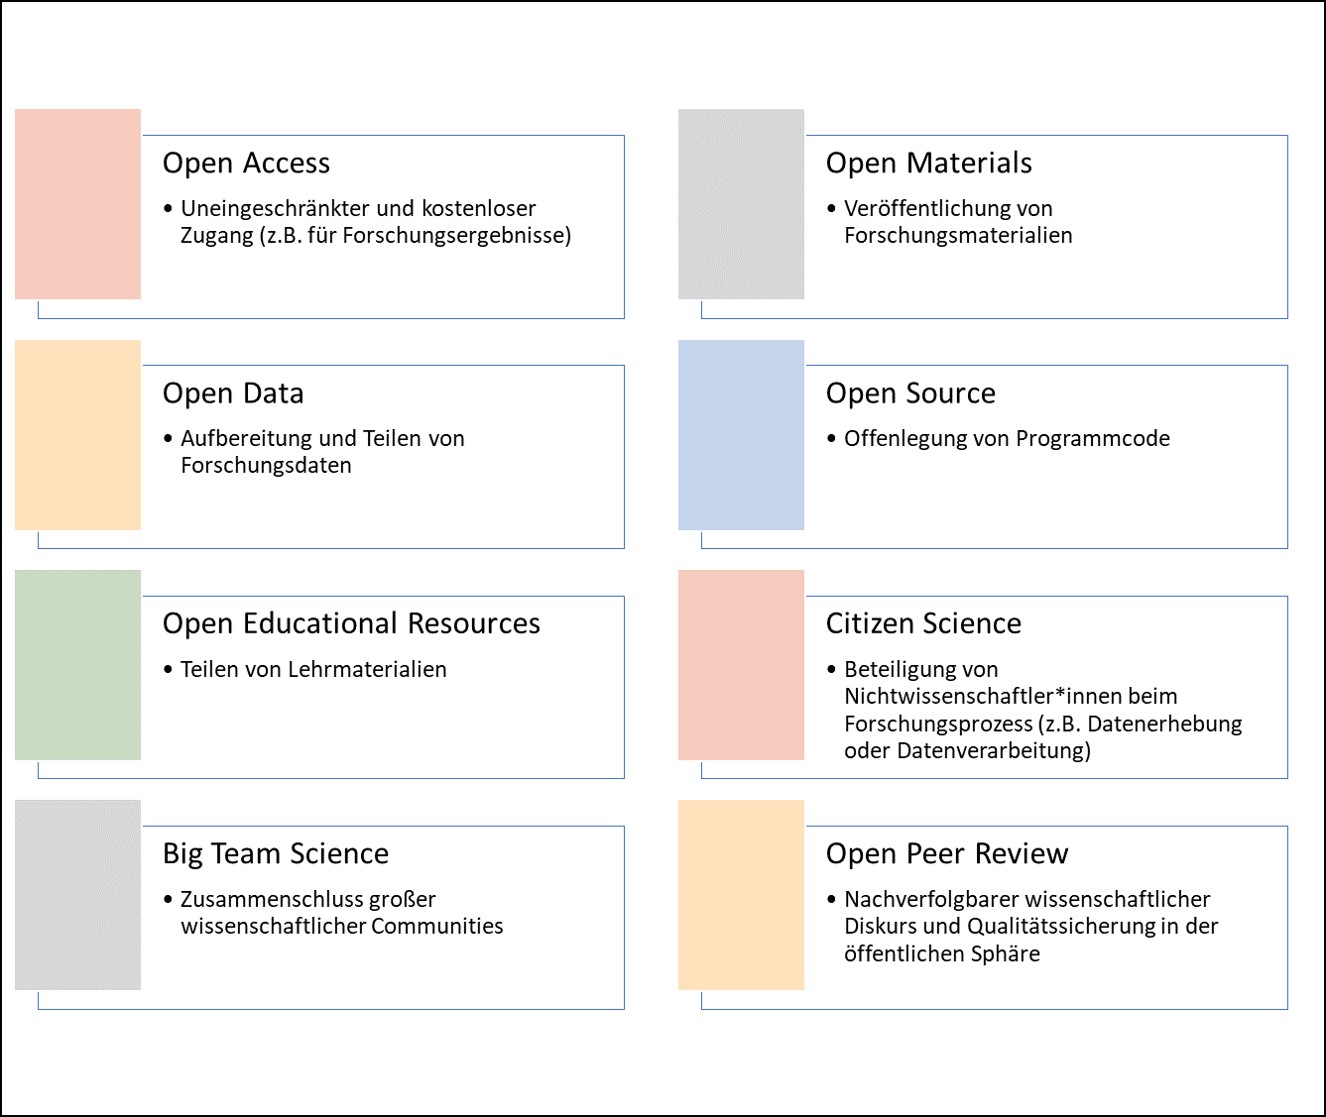 Open Access
• Uneingeschränkter und kostenloser
Zugang (z.B. für Forschungsergebnisse)
Open Materials
• Veröffentlichung von
Forschungsmaterialien
Open Data
• Aufbereitung und Teilen von
Forschungsdaten
Open Source
• Offenlegung von Programmcode
Open Educational Resources
• Teilen von Lehrmaterialien
Citizen Science
• Beteiligung von
Nichtwissenschaftler*innen beim
Forschungsprozess (z.B. Datenerhebung
oder Datenverarbeitung)
Big Team Science
• Zusammenschluss großer
wissenschaftlicher Communities
Open Peer Review
• Nachverfolgbarer wissenschaftlicher
Diskurs und Qualitätssicherung in der
öffentlichen Sphäre